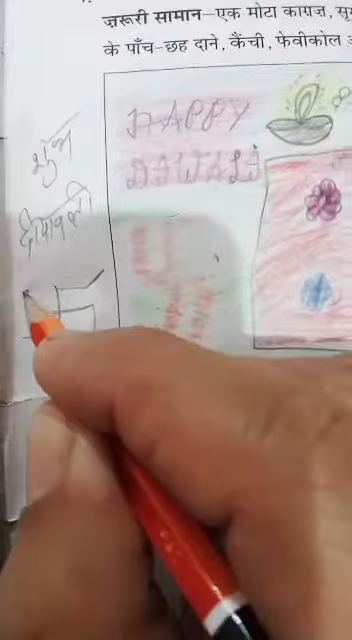 ज़रूरी सामान–एक मोटा कागज़,
के पाँच-छह दाने, कैंची, फेवीकोल
HAPPY
DIWALI
शुभ
दीपावली